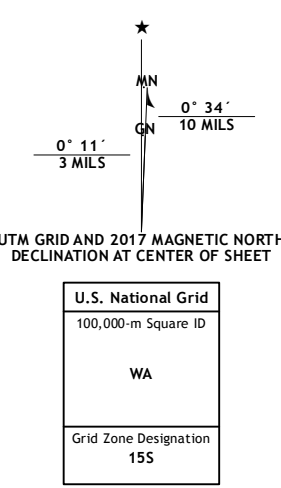 ★
MN
0° 34´
GN
10 MILS
0° 11´
3 MILS
UTM GRID AND 2017 MAGNETIC NORTH
DECLINATION AT CENTER OF SHEET
U.S. National Grid
100,000-m Square ID
WA
Grid Zone Designation
15S